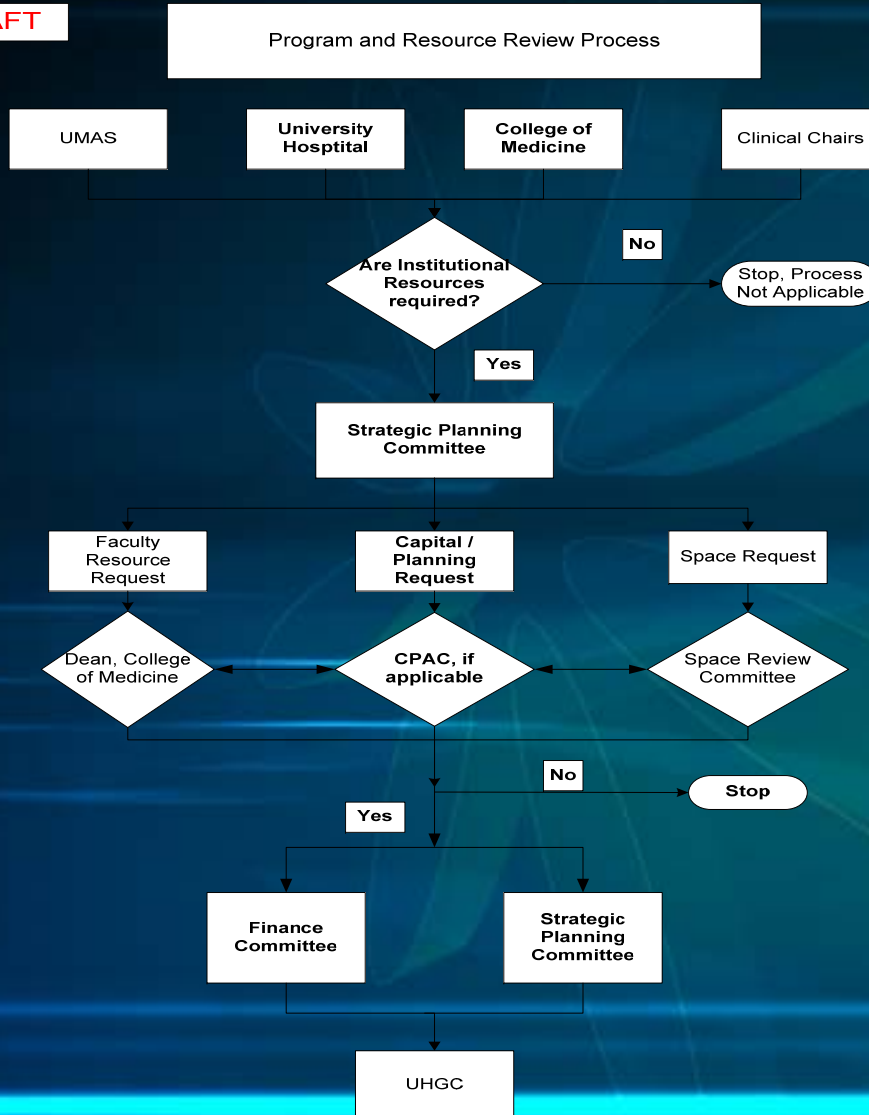 AFT
Program and Resource Review Process
UMAS
University
Hosptital
College of
Medicine
Clinical Chairs
Are Institutional
Resources
required?
No
Stop, Process
Not Applicable
Yes
Strategic Planning
Committee
Faculty
Resource
Request
Capital /
Planning
Request
Space Request
Dean, College
of Medicine
CPAC, if
applicable
Space Review
Committee
No
Stop
Yes
Finance
Committee
Strategic
Planning
Committee
UHGC